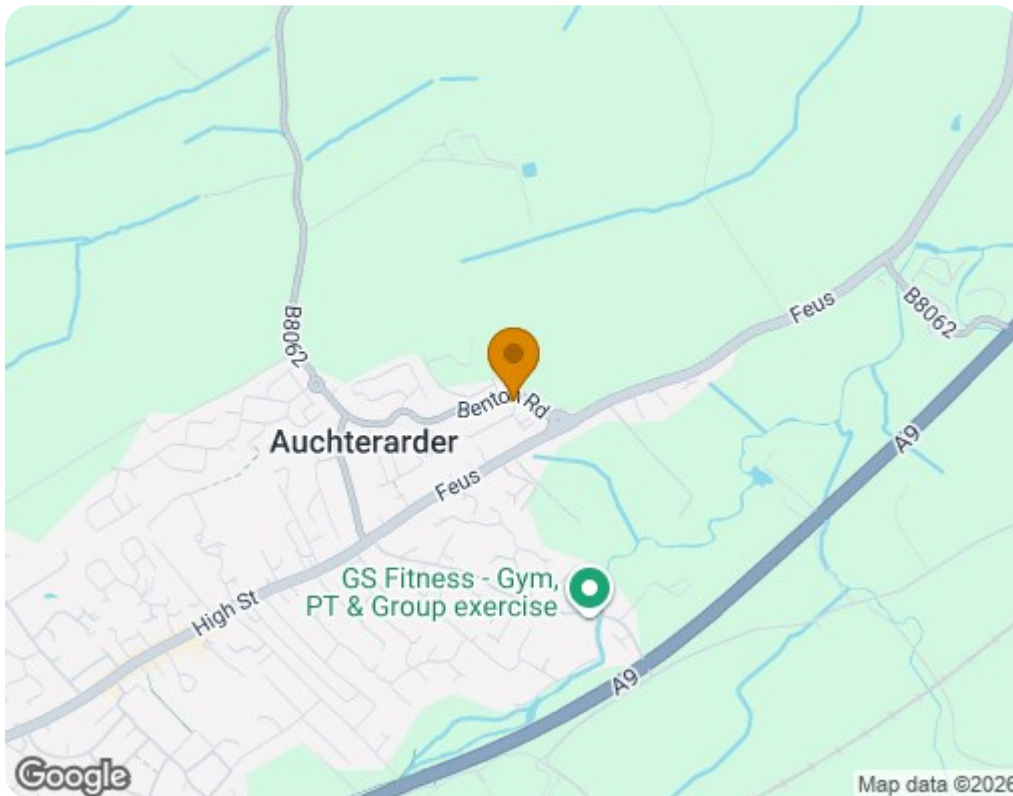 B8062
Feus
B8062
Benton Rd
Auchterarder
A9
Feus
GS Fitness - Gym,
PT & Group exercise
High St
A9
Google
Map data ©2026